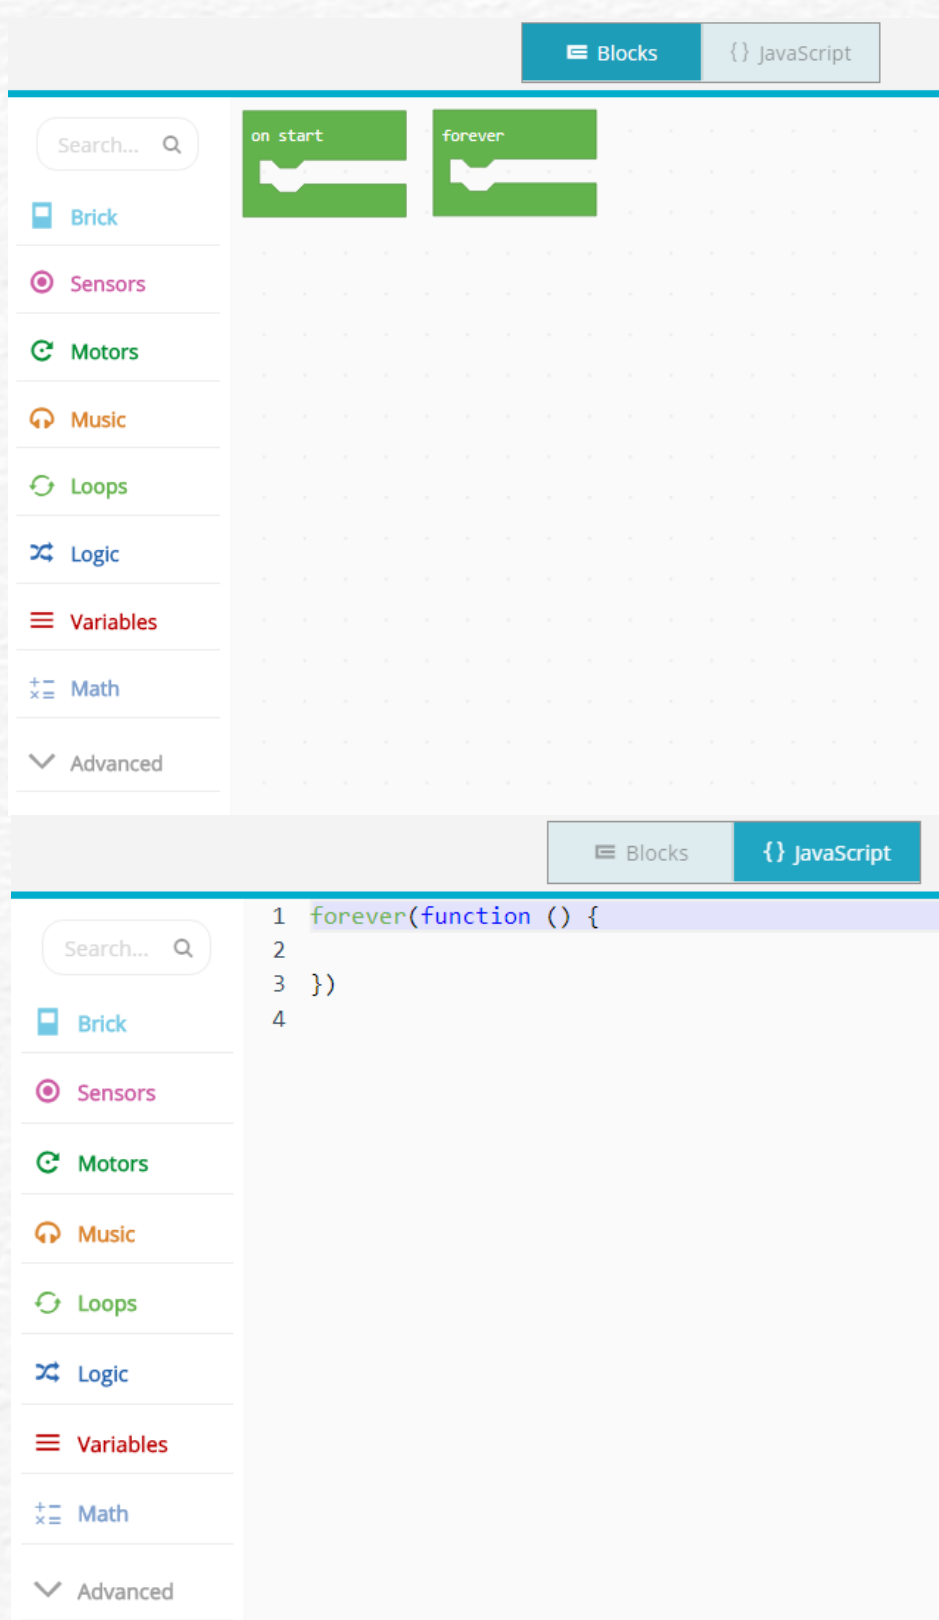 Blocks
{} JavaScript
Search...
on start
forever
Brick
Sensors
Motors
Music
Loops
Logic
Variables
Math
Advanced
Blocks
{} JavaScript
Search...
1 forever(function () {
2
3 })
4
Brick
Sensors
Motors
Music
Loops
Logic
Variables
Math
Advanced